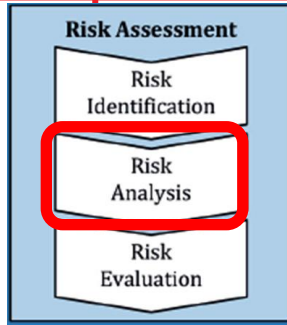 Risk Assessment
Risk
Identification
Risk
Analysis
Risk
Evaluation